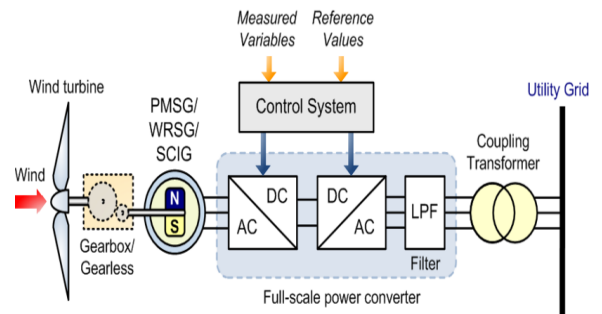 Measured
Variables
Reference
Values
Wind turbine
PMSG/
WRSG/
SCIG
Control System
Utility Grid
Coupling
Transformer
Wind
N
S
DC
AC
DC
AC
LPF
Gearbox/
Gearless
Filter
Full-scale power converter